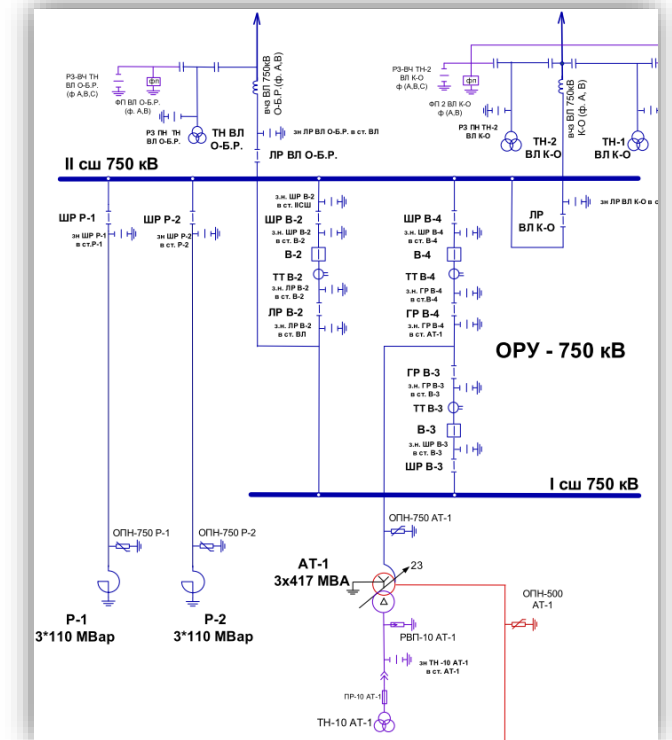 РЗ-ВЧ ТН
ВЛ О-Б.Р.
(ф А,В,С)
ФП
ФП ВЛ О-Б.Р.
(ф. А,В)
РЗ ПН ТН
ВЛ О-Б.Р.
ТН ВЛ
О-Б.Р.
вчз ВЛ 750кВ
О-Б.Р.(ф. А,В)
зн ЛР ВЛ О-Б.Р. в ст. ВЛ
ЛР ВЛ О-Б.Р.
РЗ-ВЧ ТН-2
ВЛ К-О
ф (А,В,С)
ФП
ФП 2 ВЛ К-О
ф (А,В)
РЗ ПН ТН-2
ВЛ К-О
ТН-2
ВЛ К-О
вчз ВЛ 750кВ
К-О (ф. А, В)
ТН-1
ВЛ К-О
II сш 750 кВ
ШР Р-1
зн ШР Р-1
в ст.Р-1
ШР Р-2
зн ШР Р-2
в ст. Р-2
з.н. ШР В-2
в ст. IIСШ
ШР В-2
з.н. ШР В-2
в ст. В-2
В-2
ТТ В-2
з.н. ЛР В-2
в ст. В-2
ЛР В-2
з.н. ЛР В-2
в ст. ВЛ
ШР В-4
з.н. ШР В-4
в ст. В-4
В-4
ТТ В-4
з.н. ГР В-4
в ст.В-4
ГР В-4
з.н. ГР В-4
в ст. АТ-1
ЛР
ВЛ К-О
зн ЛР ВЛ К-О в с
ОРУ - 750 кВ
ГР В-3
з.н. ГР В-3
в ст. В-3
ТТ В-3
В-3
з.н. ШР В-3
в ст. В-3
ШР В-3
I сш 750 кВ
ОПН-750 Р-1
ОПН-750 Р-2
ОПН-750 АТ-1
Р-1
3*110 МВар
Р-2
3*110 МВар
АТ-1
3х417 МВА
23
ОПН-500
АТ-1
РВП-10 АТ-1
зн ТН -10 АТ-1
в ст. АТ-1
ПР-10 АТ-1
ТН-10 АТ-1